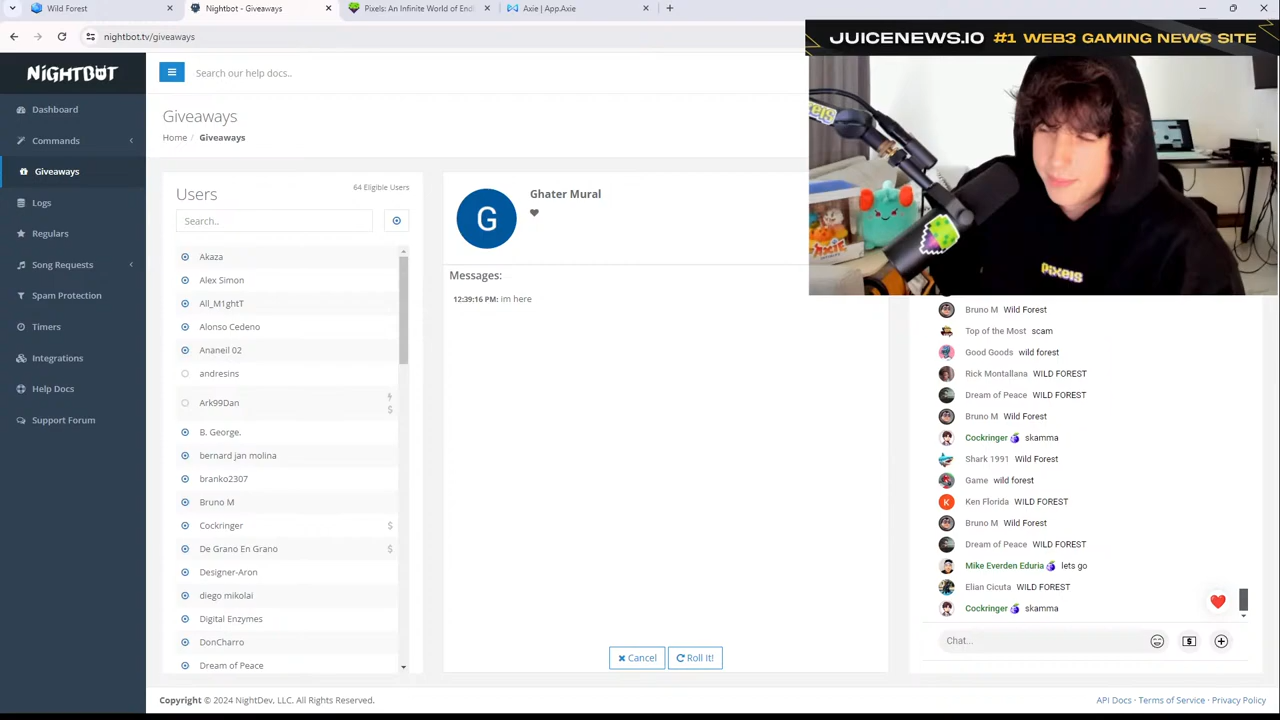 Wild Forest
Nightbot - Giveaways
Pixels: An Infinite World of End
Axie | App.Axie
nightbot.tv/giveaways
JUICENEWS.IO #1 WEB3 GAMING NEWS SITE
NIGHTBOT
Search our help docs..
Dashboard
Commands
Giveaways
Logs
Regulars
Song Requests
Spam Protection
Timers
Integrations
Help Docs
Support Forum
Giveaways
Home / Giveaways
Users
64 Eligible Users
Search..
Akaza
Alex Simon
All_M1ghtT
Alonso Cedeno
Ananeil 02
andresins
Ark99Dan
$
B. George.
bernard jan molina
branko2307
Bruno M
Cockringer $
De Grano En Grano $
Designer-Aron
diego mikolai
Digital Enzymes
DonCharro
Dream of Peace
G
Ghater Mural
Messages:
12:39:16 PM: im here
Cancel
Roll It!
pixels
Bruno M Wild Forest
Top of the Most scam
Good Goods wild forest
Rick Montallana WILD FOREST
Dream of Peace WILD FOREST
Bruno M Wild Forest
Cockringer skamma
Shark 1991 Wild Forest
Game wild forest
K Ken Florida WILD FOREST
Bruno M Wild Forest
Dream of Peace WILD FOREST
Mike Everden Eduria lets go
Elian Cicuta WILD FOREST
Cockringer skamma
Chat...
Copyright © 2024 NightDev, LLC. All Rights Reserved.
API Docs · Terms of Service · Privacy Policy